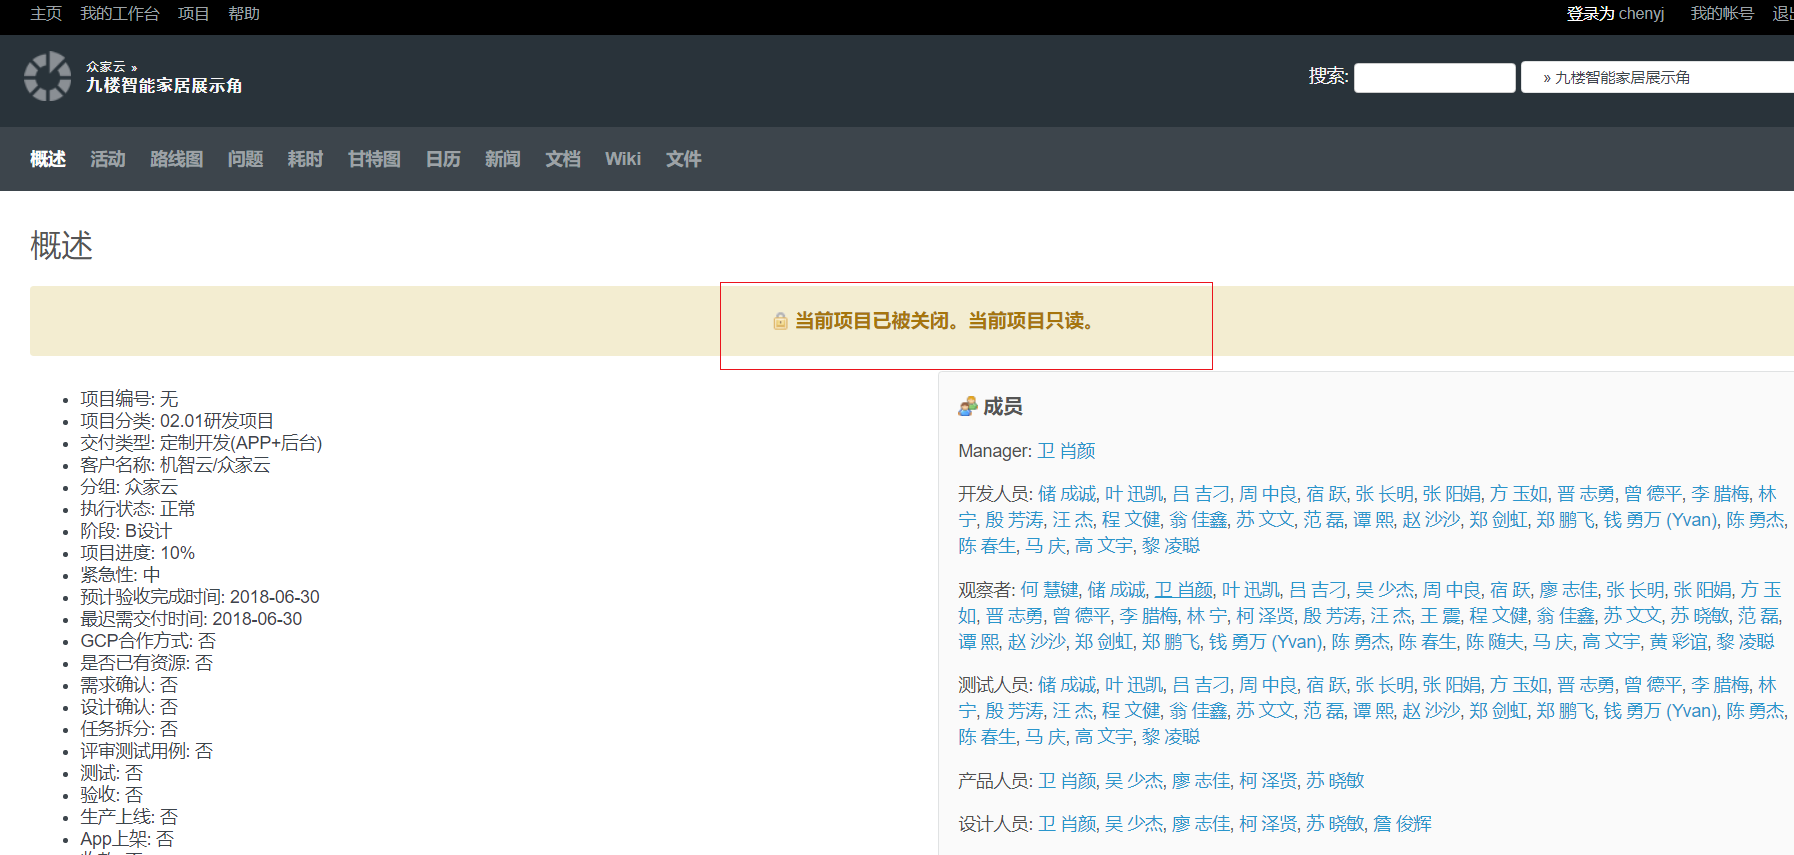 主页 我的工作台 项目 帮助 登录为 chenyj 我的帐号 退出
众家云 »
九楼智能家居展示角
搜索: » 九楼智能家居展示角
概述 活动 路线图 问题 耗时 甘特图 日历 新闻 文档 Wiki 文件
概述
当前项目已被关闭。当前项目只读。
项目编号: 无
项目分类: 02.01研发项目
交付类型: 定制开发(APP+后台)
客户名称: 机智云/众家云
分组: 众家云
执行状态: 正常
阶段: B设计
项目进度: 10%
紧急性: 中
预计验收完成时间: 2018-06-30
最迟需交付时间: 2018-06-30
GCP合作方式: 否
是否已有资源: 否
需求确认: 否
设计确认: 否
任务拆分: 否
评审测试用例: 否
测试: 否
验收: 否
生产上线: 否
App上架: 否
成员
Manager: 卫 肖颜
开发人员: 储 成诚, 叶 迅凯, 吕 吉刁, 周 中良, 宿 跃, 张 长明, 张 阳娟, 方 玉如, 晋 志勇, 曾 德平, 李 腊梅, 林
宁, 殷 芳涛, 汪 杰, 程 文健, 翁 佳鑫, 苏 文文, 范 磊, 谭 熙, 赵 沙沙, 郑 剑虹, 郑 鹏飞, 钱 勇万 (Yvan), 陈 勇杰,
陈 春生, 马 庆, 高 文宇, 黎 凌聪
观察者: 何 慧键, 储 成诚, 卫 肖颜, 叶 迅凯, 吕 吉刁, 吴 少杰, 周 中良, 宿 跃, 廖 志佳, 张 长明, 张 阳娟, 方 玉
如, 晋 志勇, 曾 德平, 李 腊梅, 林 宁, 柯 泽贤, 殷 芳涛, 汪 杰, 王 震, 程 文健, 翁 佳鑫, 苏 文文, 苏 晓敏, 范 磊,
谭 熙, 赵 沙沙, 郑 剑虹, 郑 鹏飞, 钱 勇万 (Yvan), 陈 勇杰, 陈 春生, 陈 随夫, 马 庆, 高 文宇, 黄 彩谊, 黎 凌聪
测试人员: 储 成诚, 叶 迅凯, 吕 吉刁, 周 中良, 宿 跃, 张 长明, 张 阳娟, 方 玉如, 晋 志勇, 曾 德平, 李 腊梅, 林
宁, 殷 芳涛, 汪 杰, 程 文健, 翁 佳鑫, 苏 文文, 范 磊, 谭 熙, 赵 沙沙, 郑 剑虹, 郑 鹏飞, 钱 勇万 (Yvan), 陈 勇杰,
陈 春生, 马 庆, 高 文宇, 黎 凌聪
产品人员: 卫 肖颜, 吴 少杰, 廖 志佳, 柯 泽贤, 苏 晓敏
设计人员: 卫 肖颜, 吴 少杰, 廖 志佳, 柯 泽贤, 苏 晓敏, 詹 俊辉